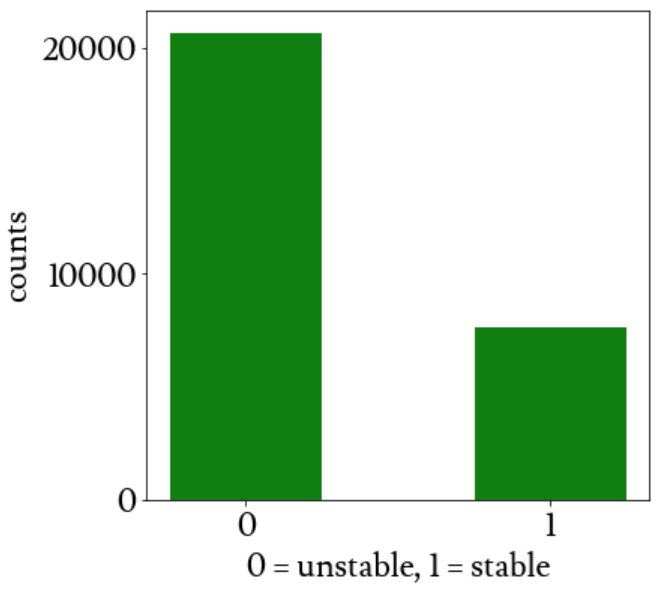 20000
10000
0
counts
0
1
0 = unstable, 1 = stable